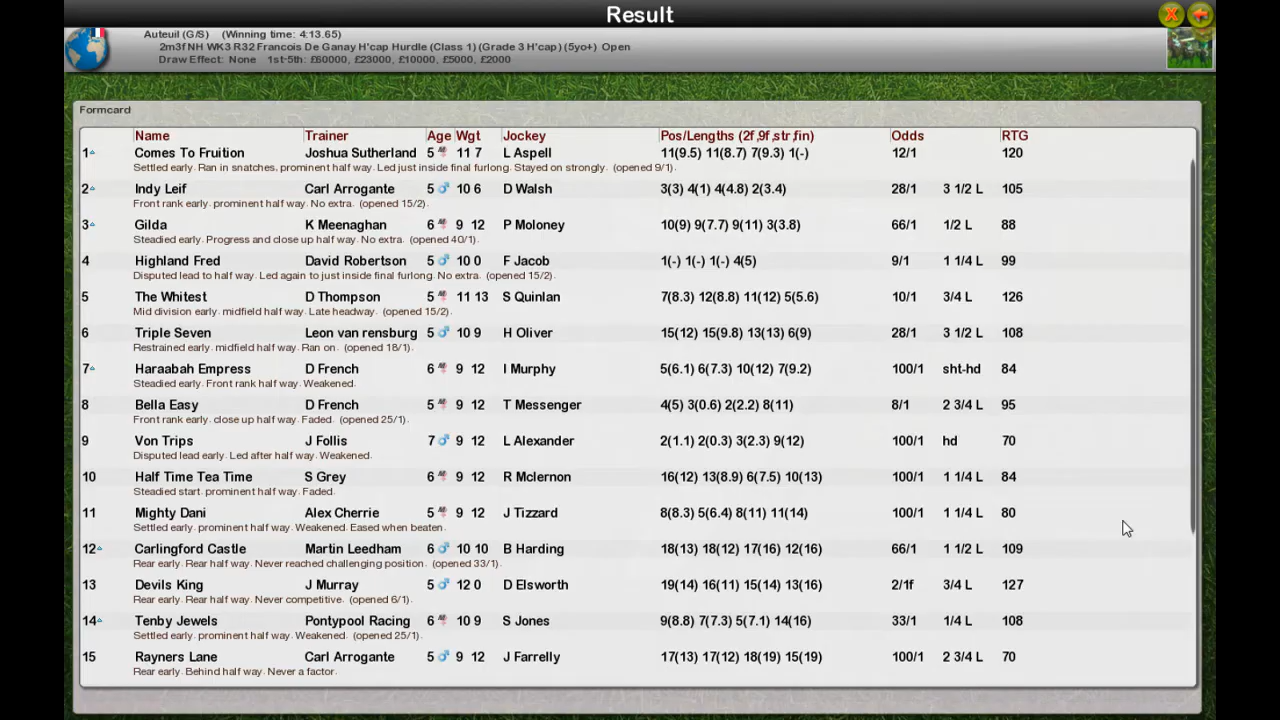 Result
Auteuil (G/S) (Winning time: 4:13.65)
2m3f NH WK3 R32 Francois De Ganay H'cap Hurdle (Class 1) (Grade 3 H'cap) (5yo+) Open
Draw Effect: None 1st-5th: £60000, £23000, £10000, £5000, £2000
Formcard
Name Trainer Age Wgt Jockey Pos/Lengths (2f,9f,str,fin) Odds RTG
1 Comes To Fruition Joshua Sutherland 5 11 7 L Aspell 11(9.5) 11(8.7) 7(9.3) 1(-) 12/1 120
Settled early. Ran in snatches, prominent half way. Led just inside final furlong. Stayed on strongly. (opened 9/1).
2 Indy Leif Carl Arrogante 5 10 6 D Walsh 3(3) 4(1) 4(4.8) 2(3.4) 28/1 3 1/2 L 105
Front rank early. prominent half way. No extra. (opened 15/2).
3 Gilda K Meenaghan 6 9 12 P Moloney 10(9) 9(7.7) 9(11) 3(3.8) 66/1 1/2 L 88
Steadied early. Progress and close up half way. No extra. (opened 40/1).
4 Highland Fred David Robertson 5 10 0 F Jacob 1(-) 1(-) 1(-) 4(5) 9/1 1 1/4 L 99
Disputed lead to half way. Led again to just inside final furlong. No extra. (opened 15/2).
5 The Whitest D Thompson 5 11 13 S Quinlan 7(8.3) 12(8.8) 11(12) 5(5.6) 10/1 3/4 L 126
Mid division early. midfield half way. Late headway. (opened 15/2).
6 Triple Seven Leon van rensburg 5 10 9 H Oliver 15(12) 15(9.8) 13(13) 6(9) 28/1 3 1/2 L 108
Restrained early. midfield half way. Ran on. (opened 18/1).
7 Haraabah Empress D French 6 9 12 I Murphy 5(6.1) 6(7.3) 10(12) 7(9.2) 100/1 sht-hd 84
Steadied early. Front rank half way. Weakened.
8 Bella Easy D French 5 9 12 T Messenger 4(5) 3(0.6) 2(2.2) 8(11) 8/1 2 3/4 L 95
Front rank early. close up half way. Faded. (opened 25/1).
9 Von Trips J Follis 7 9 12 L Alexander 2(1.1) 2(0.3) 3(2.3) 9(12) 100/1 hd 70
Disputed lead early. Led after half way. Weakened.
10 Half Time Tea Time S Grey 6 9 12 R Mclernon 16(12) 13(8.9) 6(7.5) 10(13) 100/1 1 1/4 L 84
Steadied start. prominent half way. Faded.
11 Mighty Dani Alex Cherrie 5 9 12 J Tizzard 8(8.3) 5(6.4) 8(11) 11(14) 100/1 1 1/4 L 80
Settled early. prominent half way. Weakened. Eased when beaten.
12 Carlingford Castle Martin Leedham 6 10 10 B Harding 18(13) 18(12) 17(16) 12(16) 66/1 1 1/2 L 109
Rear early. Rear half way. Never reached challenging position. (opened 33/1).
13 Devils King J Murray 5 12 0 D Elsworth 19(14) 16(11) 15(14) 13(16) 2/1f 3/4 L 127
Rear early. Rear half way. Never competitive. (opened 6/1).
14 Tenby Jewels Pontypool Racing 6 10 9 S Jones 9(8.8) 7(7.3) 5(7.1) 14(16) 33/1 1/4 L 108
Settled early. prominent half way. Weakened. (opened 25/1).
15 Rayners Lane Carl Arrogante 5 9 12 J Farrelly 17(13) 17(12) 18(19) 15(19) 100/1 2 3/4 L 70
Rear early. Behind half way. Never a factor.